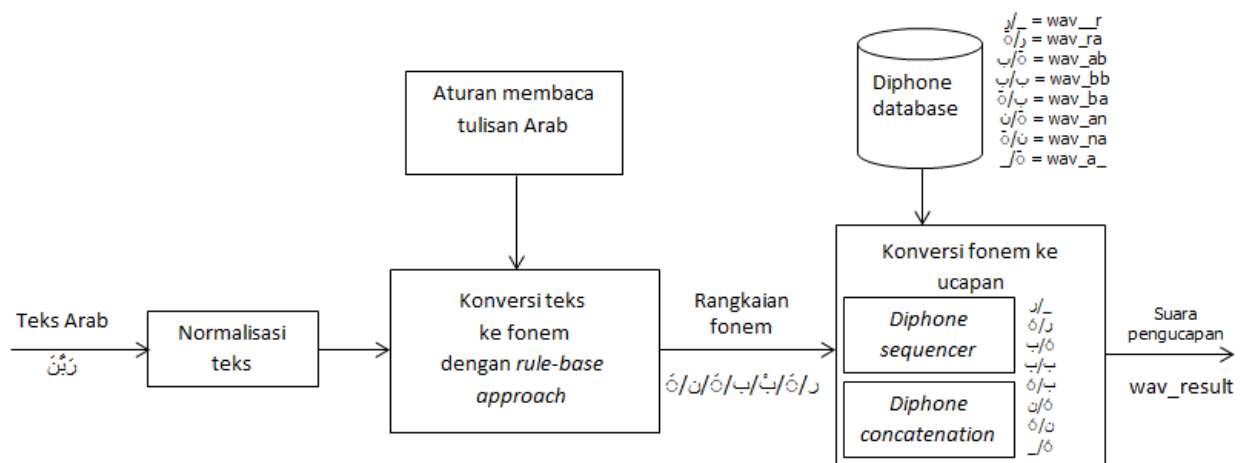 Aturan membaca
tulisan Arab
Diphone
database
ر/_ = wav__r
ر/َ = wav_ra
َ/ب = wav_ab
ب/ب = wav_bb
ب/َ = wav_ba
َ/ن = wav_an
ن/َ = wav_na
َ/_ = wav_a_
Teks Arab
رَبَّنَ
Normalisasi
teks
Konversi teks
ke fonem
dengan rule-base
approach
Rangkaian
fonem
ر/َ/بْ/ب/َ/ن/َ
Konversi fonem ke
ucapan
Diphone
sequencer
Diphone
concatenation
ر/_
ر/َ
َ/ب
ب/ب
ب/َ
َ/ن
ن/َ
َ/_
Suara
pengucapan
wav_result